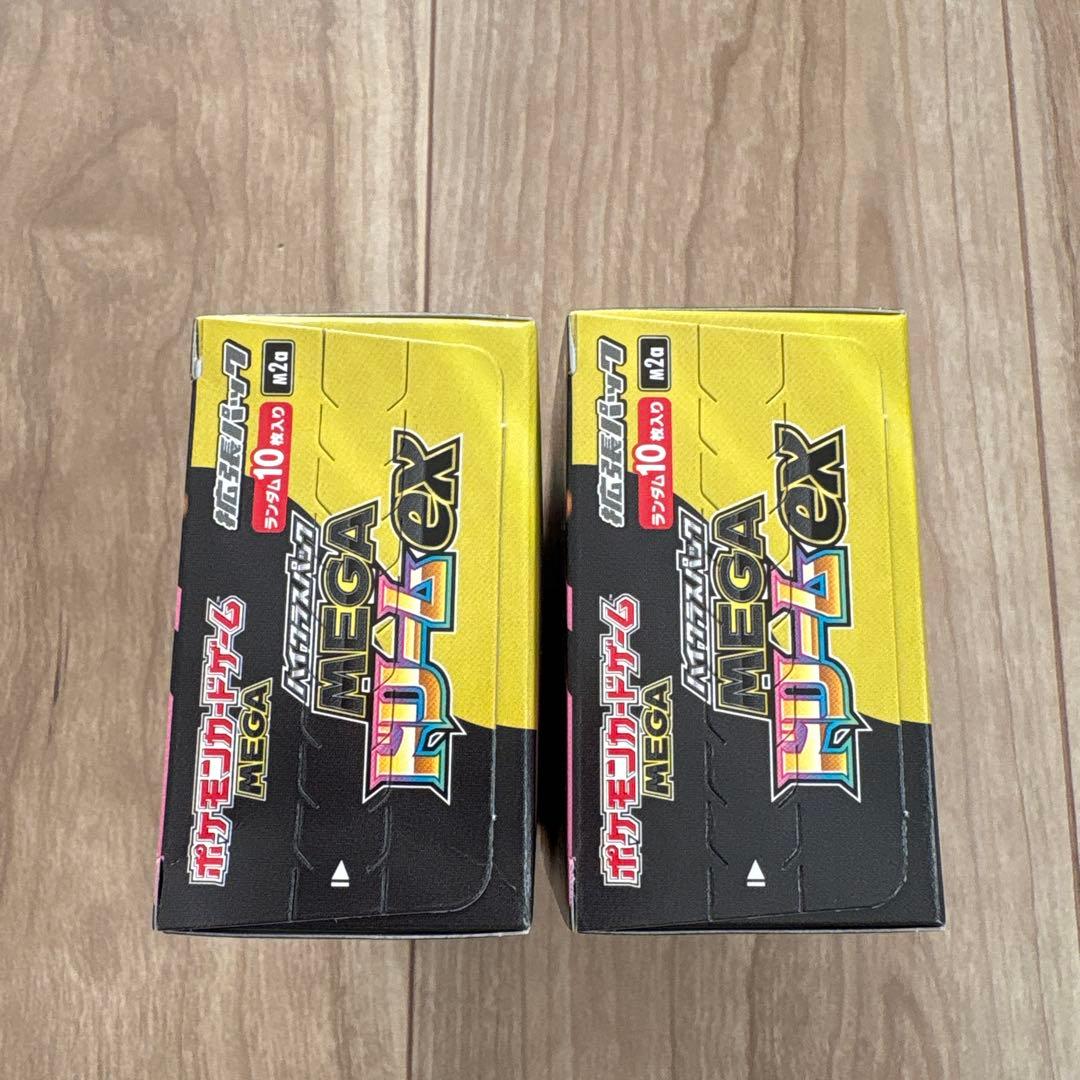 拡張パック
M2a
ランダム10枚入り
ポケモンカードゲーム
MEGA
ハイクラスパック
MEGA
ドリームex
拡張パック
M2a
ランダム10枚入り
ポケモンカードゲーム
MEGA
ハイクラスパック
MEGA
ドリームex